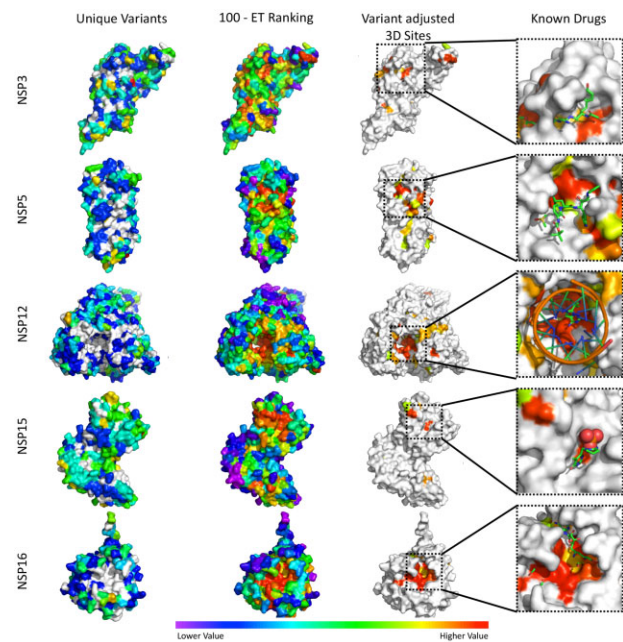 Unique Variants
100 - ET Ranking
Variant adjusted
3D Sites
Known Drugs
NSP3
NSP5
NSP12
NSP15
NSP16
Lower Value
Higher Value